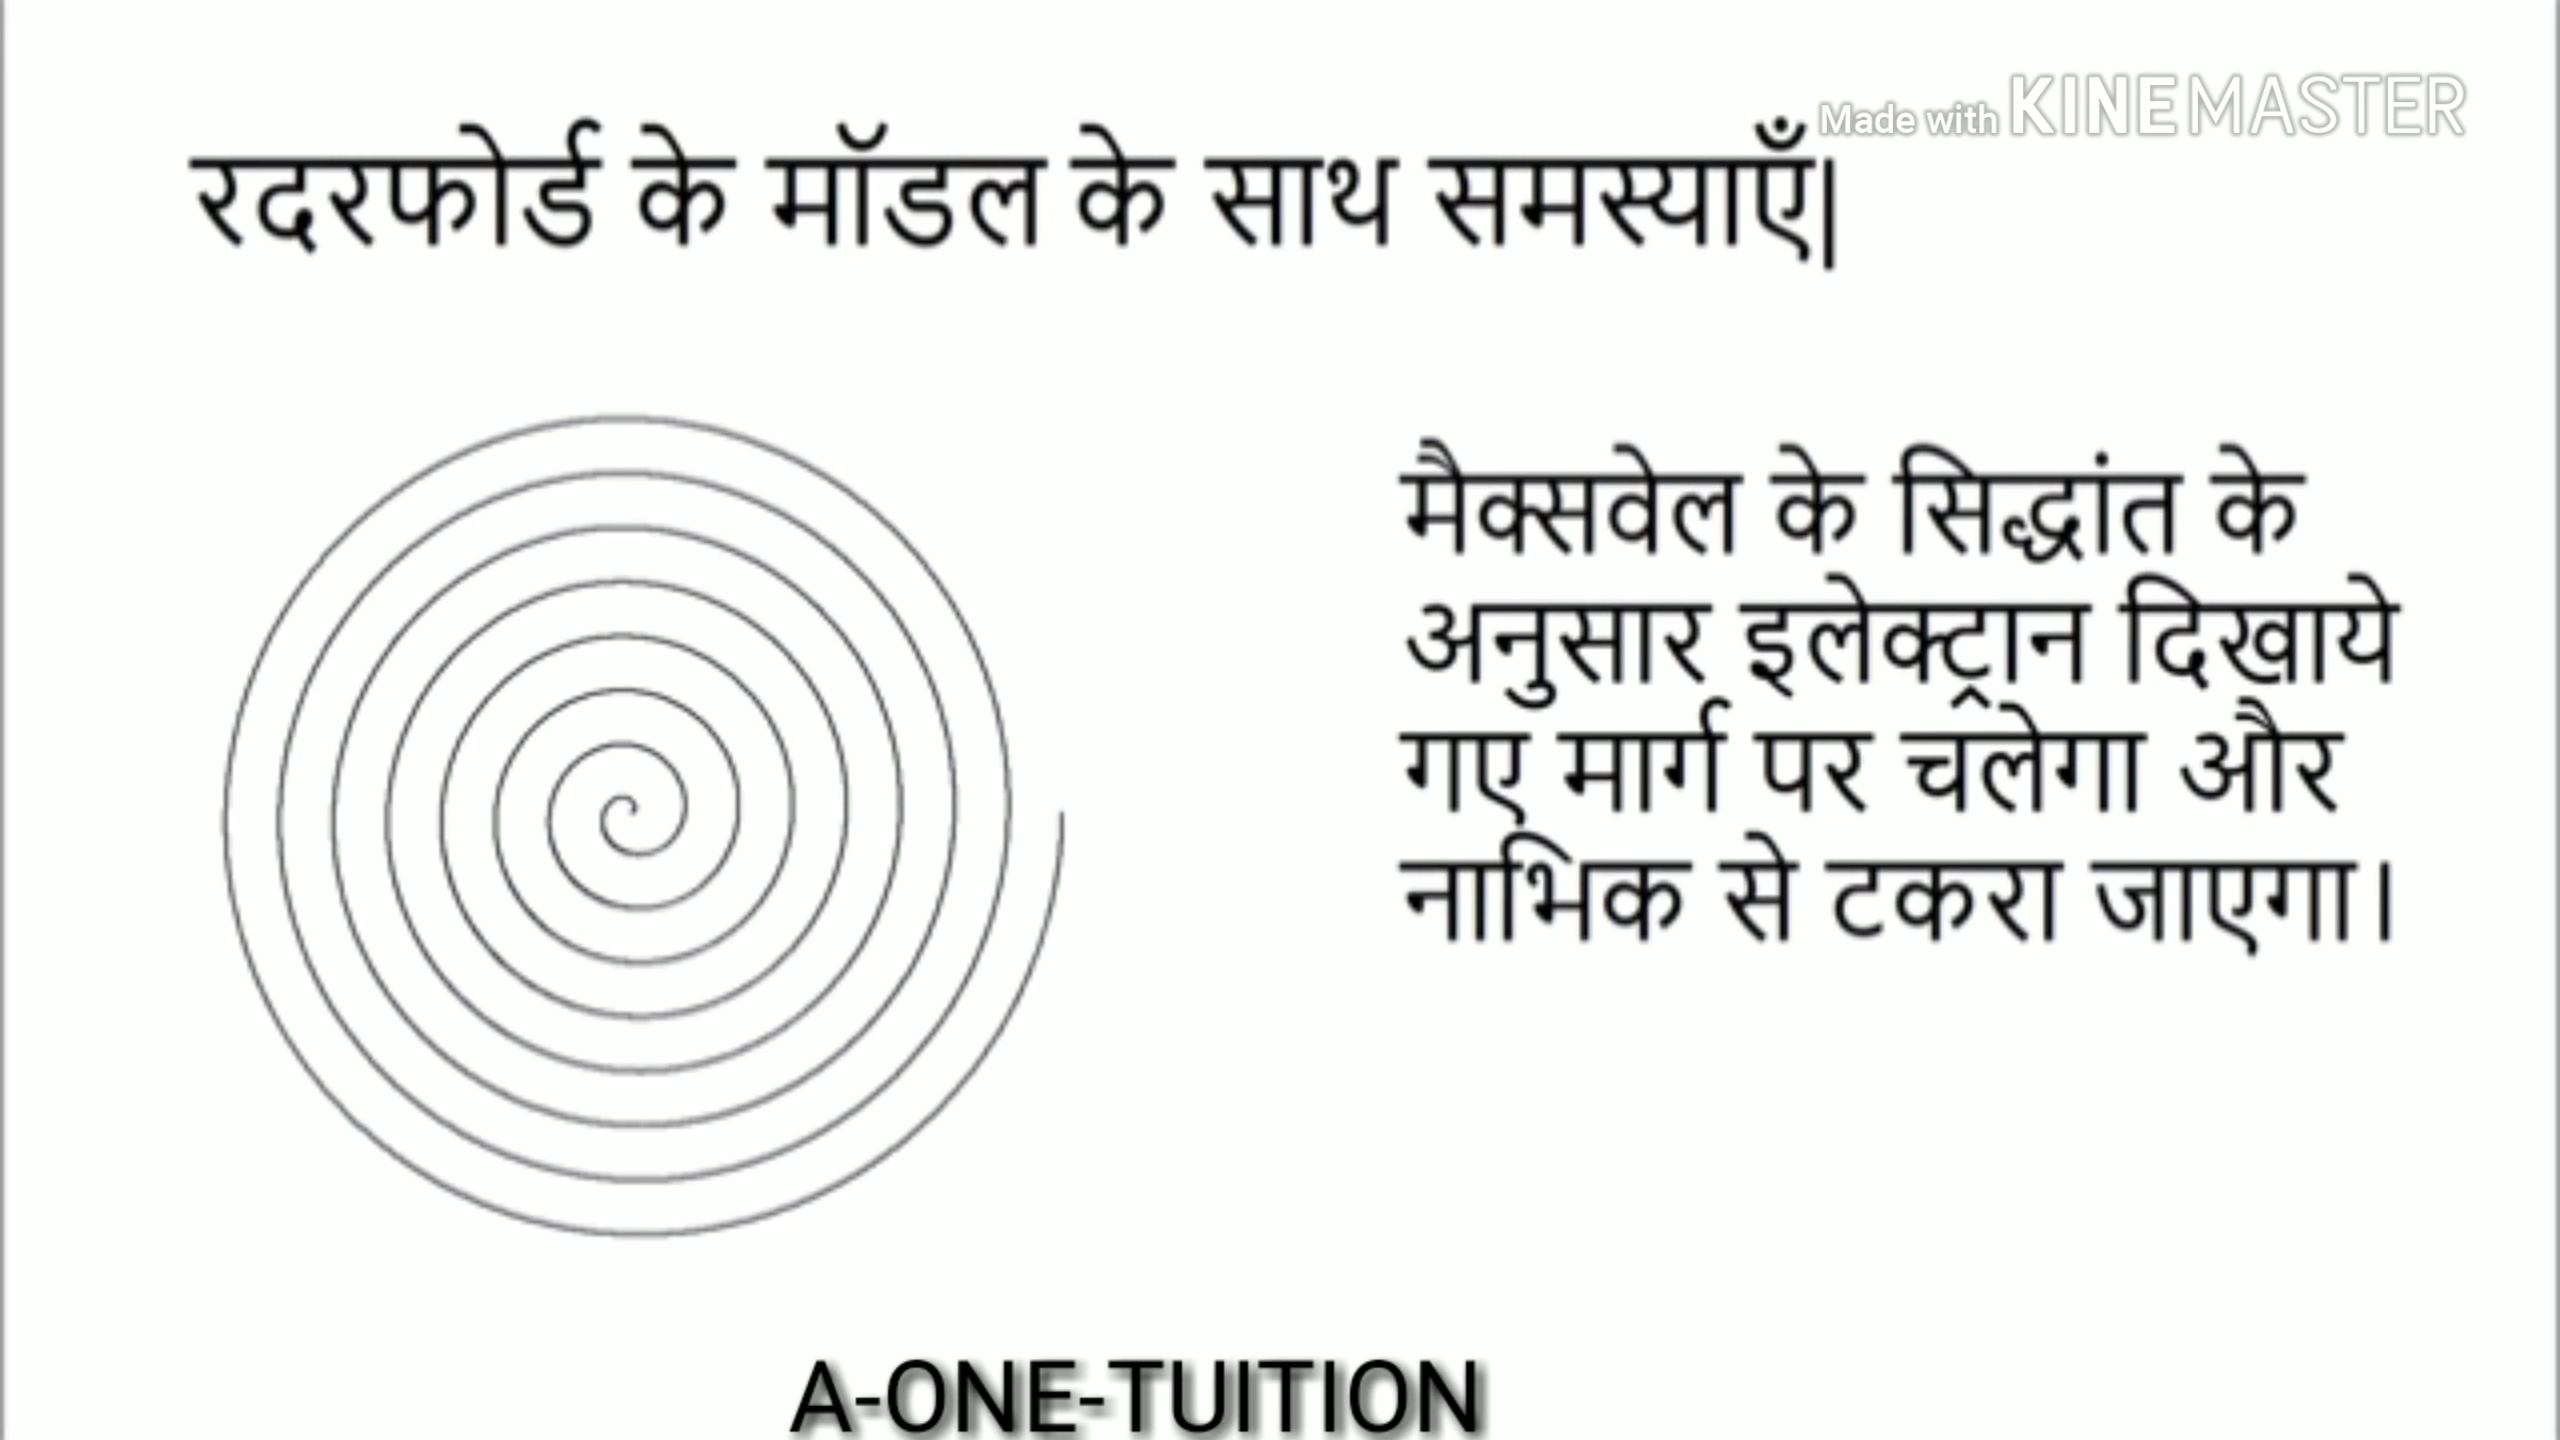 Made with KINEMASTER
रदरफोर्ड के मॉडल के साथ समस्याएँ|
मैक्सवेल के सिद्धांत के
अनुसार इलेक्ट्रान दिखाये
गए मार्ग पर चलेगा और
नाभिक से टकरा जाएगा।
A-ONE-TUITION